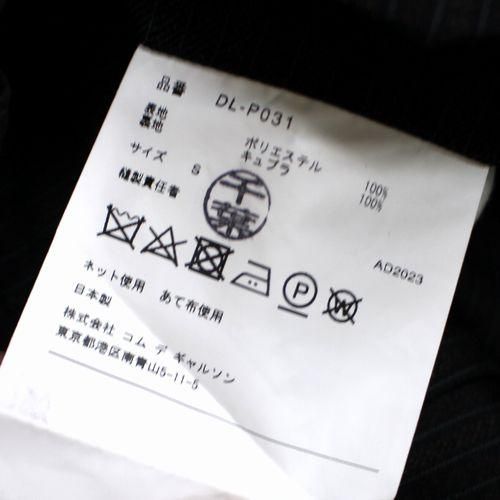 品番 DL-P031
表地 ポリエステル 100%
裏地 キュプラ 100%
サイズ S
縫製責任者 千葉
AD2023
P W
ネット使用 あて布使用
日本製
株式会社 コム デ ギャルソン
東京都港区南青山5-11-5